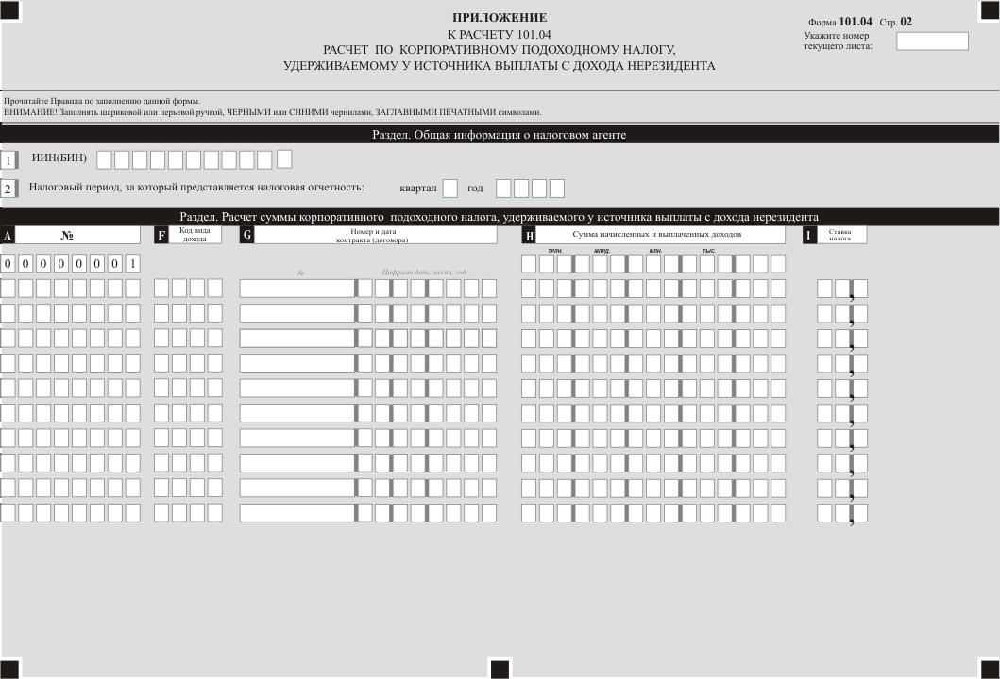 ПРИЛОЖЕНИЕ
К РАСЧЕТУ 101.04
РАСЧЕТ ПО КОРПОРАТИВНОМУ ПОДОХОДНОМУ НАЛОГУ,
УДЕРЖИВАЕМОМУ У ИСТОЧНИКА ВЫПЛАТЫ С ДОХОДА НЕРЕЗИДЕНТА
Форма 101.04 Стр. 02
Укажите номер
текущего листа:
Прочитайте Правила по заполнению данной формы.
ВНИМАНИЕ! Заполнять шариковой или перьевой ручкой, ЧЕРНЫМИ или СИНИМИ чернилами, ЗАГЛАВНЫМИ ПЕЧАТНЫМИ символами.
Раздел. Общая информация о налоговом агенте
1 ИИН(БИН)
2 Налоговый период, за который представляется налоговая отчетность: квартал год
Раздел. Расчет суммы корпоративного подоходного налога, удерживаемого у источника выплаты с дохода нерезидента
A №
F Код вида
дохода
G Номер и дата
контракта (договора)
H Сумма начисленных и выплаченных доходов
I Ставка
налога
ТРЛН. МЛРД. МЛН. ТЫС.
0 0 0 0 0 0 0 1
№ Цифрами день, месяц, год
,
,
,
,
,
,
,
,
,
,